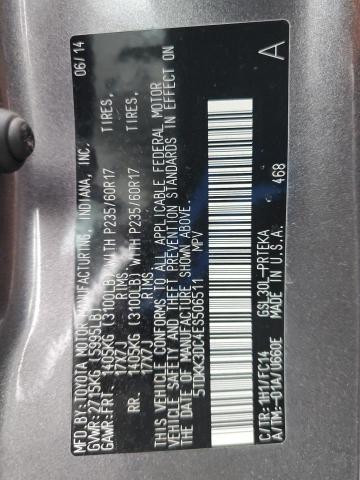 MFD.BY:TOYOTA MOTOR MANUFACTURING, INDIANA, INC. 06/14
GVWR:2715KG (5995LB)
GAWR:FRT 1405KG (3100LB) WITH P235/60R17 TIRES,
17X7J RIMS,
RR. 1405KG (3100LB) WITH P235/60R17 TIRES,
17X7J RIMS,
THIS VEHICLE CONFORMS TO ALL APPLICABLE FEDERAL MOTOR
VEHICLE SAFETY AND THEFT PREVENTION STANDARDS IN EFFECT ON
THE DATE OF MANUFACTURE SHOWN ABOVE.
5TDKK3DC4ES506511 MPV
C/TR:1H1/FC14 GSL30L-PRTEKA A
A/TM:-01A/U660E MADE IN U.S.A. 468